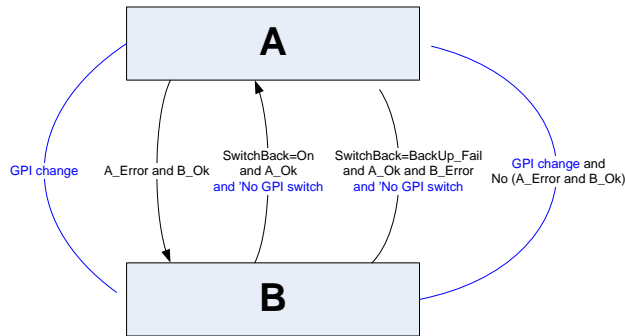 A
GPI change
A_Error and B_Ok
SwitchBack=On
and A_Ok
and 'No GPI switch
SwitchBack=BackUp_Fail
and A_Ok and B_Error
and 'No GPI switch
GPI change and
No (A_Error and B_Ok)
B